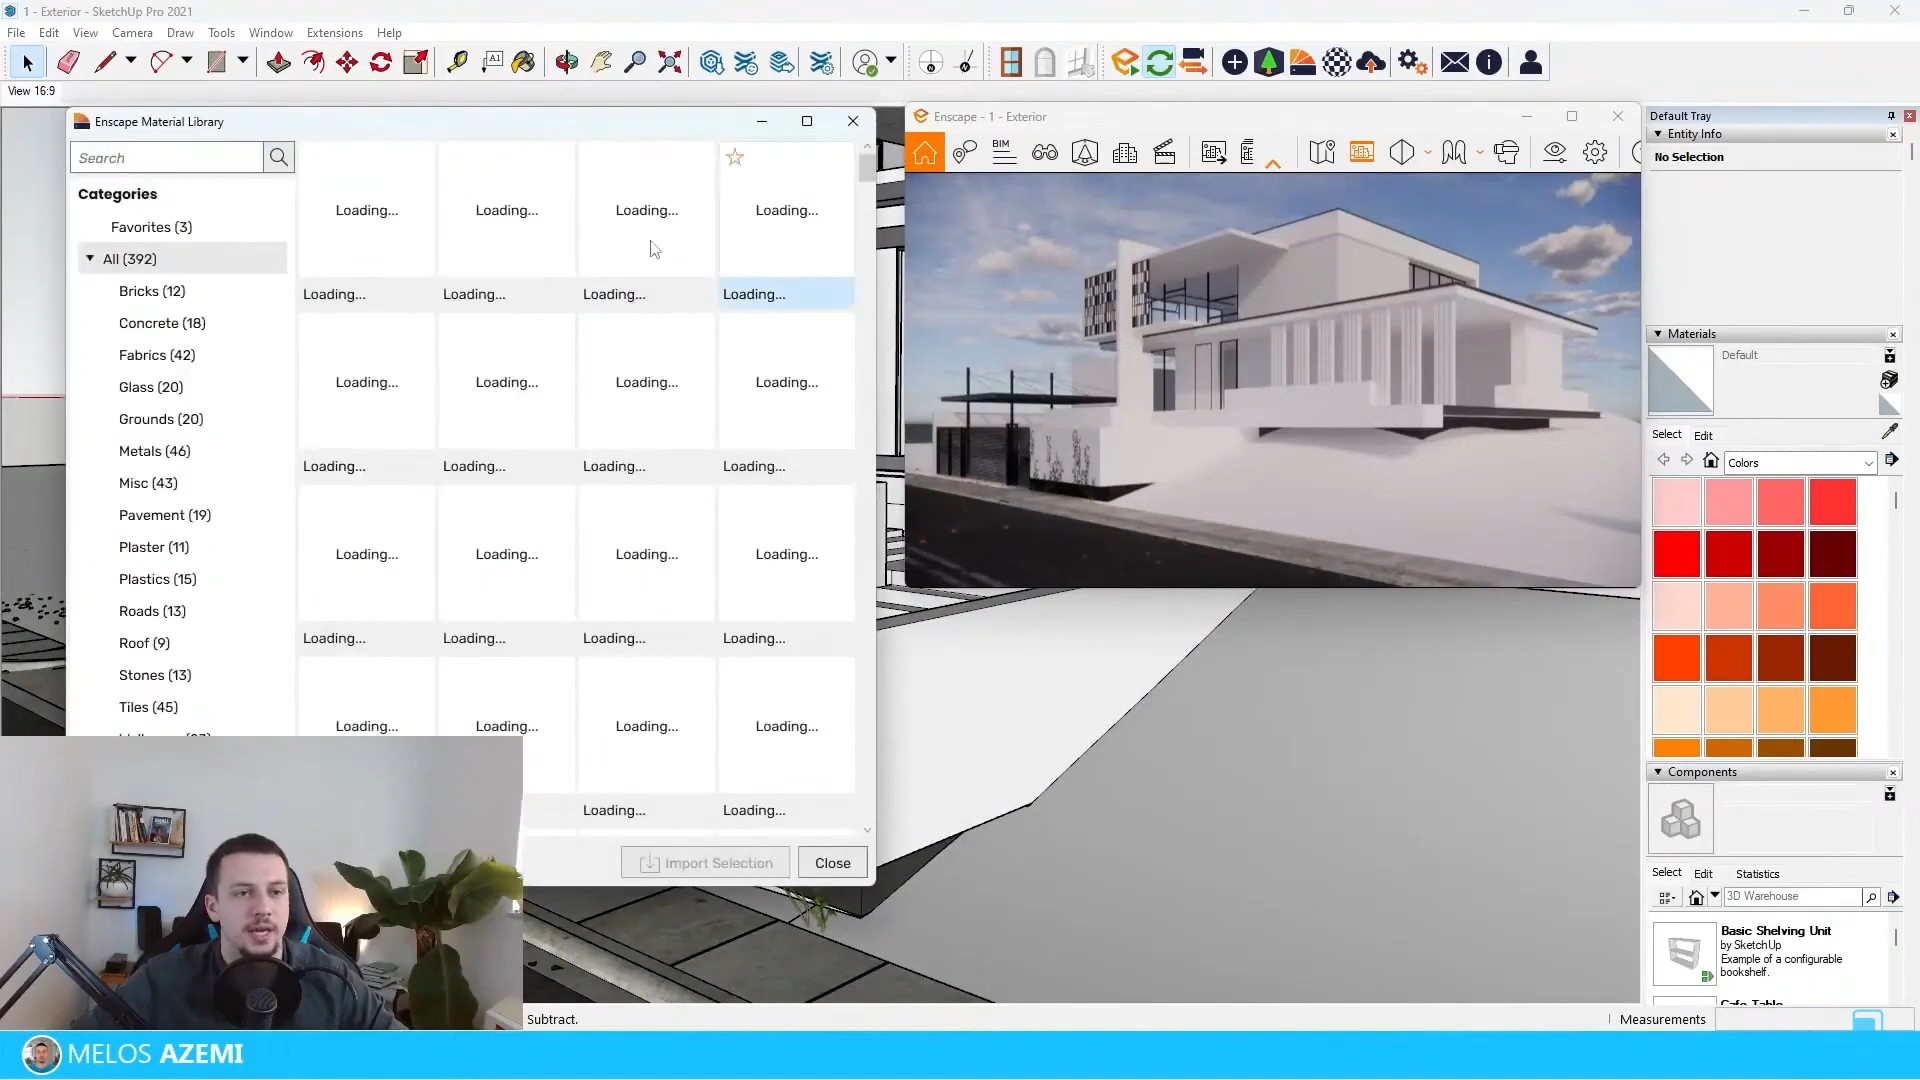 1 - Exterior - SketchUp Pro 2021
File Edit View Camera Draw Tools Window Extensions Help
View 16:9
Enscape Material Library
Search
Categories
Favorites (3)
All (392)
Bricks (12)
Concrete (18)
Fabrics (42)
Glass (20)
Grounds (20)
Metals (46)
Misc (43)
Pavement (19)
Plaster (11)
Plastics (15)
Roads (13)
Roof (9)
Stones (13)
Tiles (45)
Loading... Loading... Loading... Loading...
Loading... Loading... Loading... Loading...
Loading... Loading... Loading... Loading...
Loading... Loading... Loading... Loading...
Loading... Loading... Loading... Loading...
Loading... Loading... Loading... Loading...
Loading... Loading... Loading... Loading...
Loading... Loading...
Import Selection Close
Enscape - 1 - Exterior
BIM
Default Tray
Entity Info
No Selection
Materials
Default
Select Edit
Colors
Components
Select Edit Statistics
3D Warehouse
Basic Shelving Unit
by SketchUp
Example of a configurable
bookshelf.
Cafe Table
Subtract.
Measurements
MELOS AZEMI